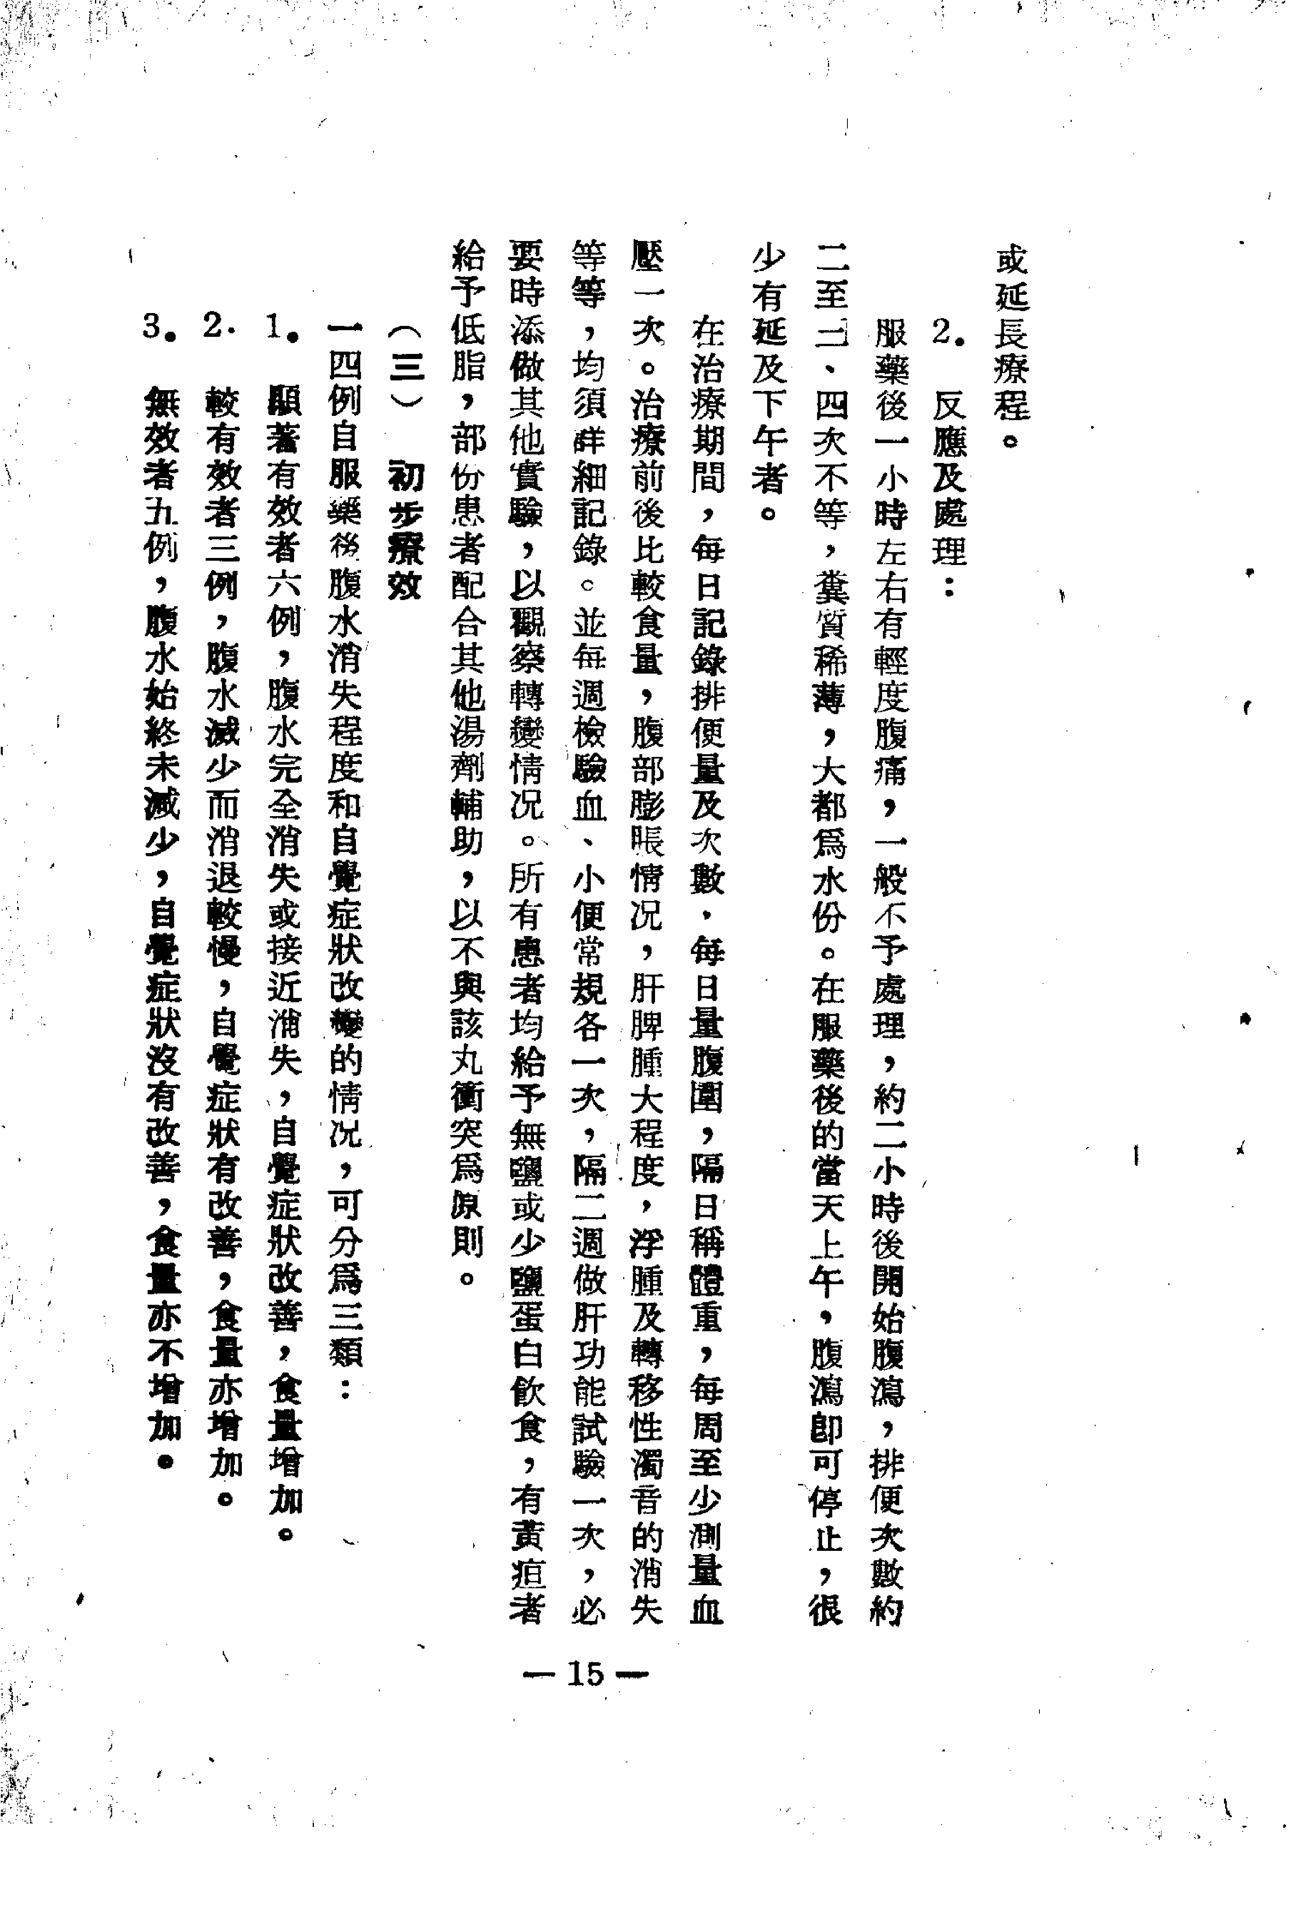 或延長療程。
2. 反應及處理：
服藥後一小時左右有輕度腹痛，一般不予處理，約二小時後開始腹瀉，排便次數約
二至三、四次不等，糞質稀薄，大都爲水份。在服藥後的當天上午，腹瀉卽可停止，很
少有延及下午者。
在治療期間，每日記錄排便量及次數，每日量腹圍，隔日稱體重，每周至少測量血
壓一次。治療前後比較食量，腹部膨脹情況，肝脾腫大程度，浮腫及轉移性濁音的消失
等等，均須詳細記錄。並每週檢驗血、小便常規各一次，隔二週做肝功能試驗一次，必
要時添做其他實驗，以觀察轉變情況。所有患者均給予無鹽或少鹽蛋白飲食，有黃疸者
給予低脂，部份患者配合其他湯劑輔助，以不與該丸衝突爲原則。
（三） 初步療效
一四例自服藥後腹水消失程度和自覺症狀改變的情况，可分爲三類：
1. 顯著有效者六例，腹水完全消失或接近消失，自覺症狀改善，食量增加。
2. 較有效者三例，腹水減少而消退較慢，自覺症狀有改善，食量亦增加。
3. 無效者五例，腹水始終未減少，自覺症狀沒有改善，食量亦不增加。
— 15 —